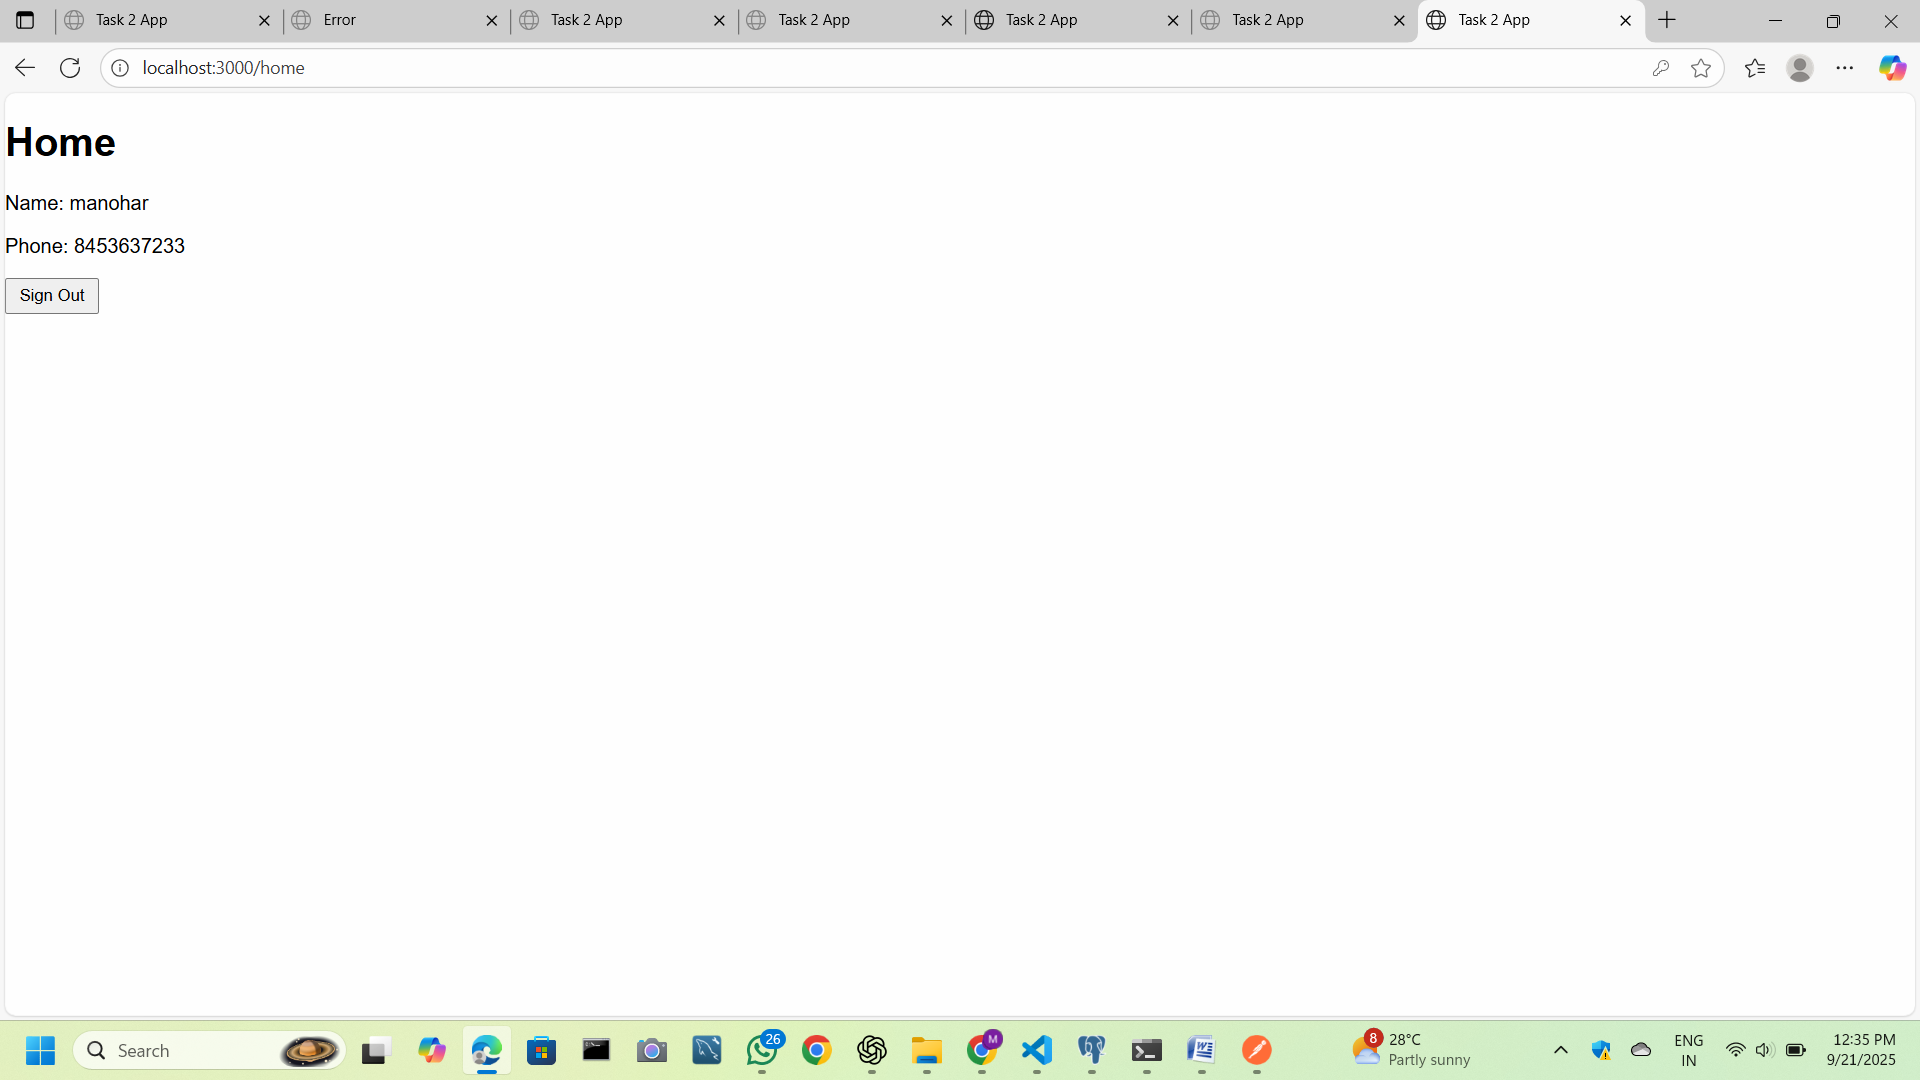 Task 2 App
Error
Task 2 App
Task 2 App
Task 2 App
Task 2 App
Task 2 App
localhost:3000/home
Home
Name: manohar
Phone: 8453637233
Sign Out
Search
26
M
8
28°C
Partly sunny
ENG
IN
12:35 PM
9/21/2025